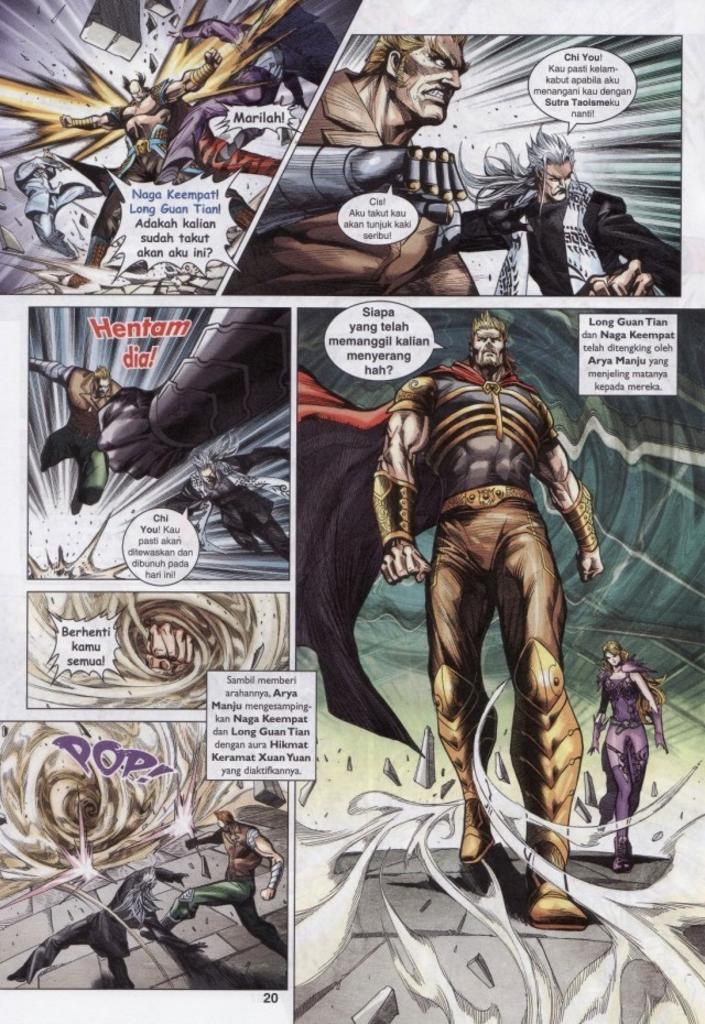 Marilah!
Naga Keempat!
Long Guan Tian!
Adakah kalian
sudah takut
akan aku ini?
Chi You!
Kau pasti kelam-
kabut apabila aku
menangani kau dengan
Sutra Taoismeku
nanti!
Cis!
Aku takut kau
akan tunjuk kaki
seribu!
Hentam
dia!
Chi
You! Kau
pasti akan
ditewaskan dan
dibunuh pada
hari ini!
Siapa
yang telah
memanggil kalian
menyerang
hah?
Long Guan Tian
dan Naga Keempat
telah ditengking oleh
Arya Manju yang
menjeling matanya
kepada mereka.
Berhenti
kamu
semua!
Sambil memberi
arahannya, Arya
Manju mengesamping-
kan Naga Keempat
dan Long Guan Tian
dengan aura Hikmat
Keramat Xuan Yuan
yang diaktifkannya.
POP!
20